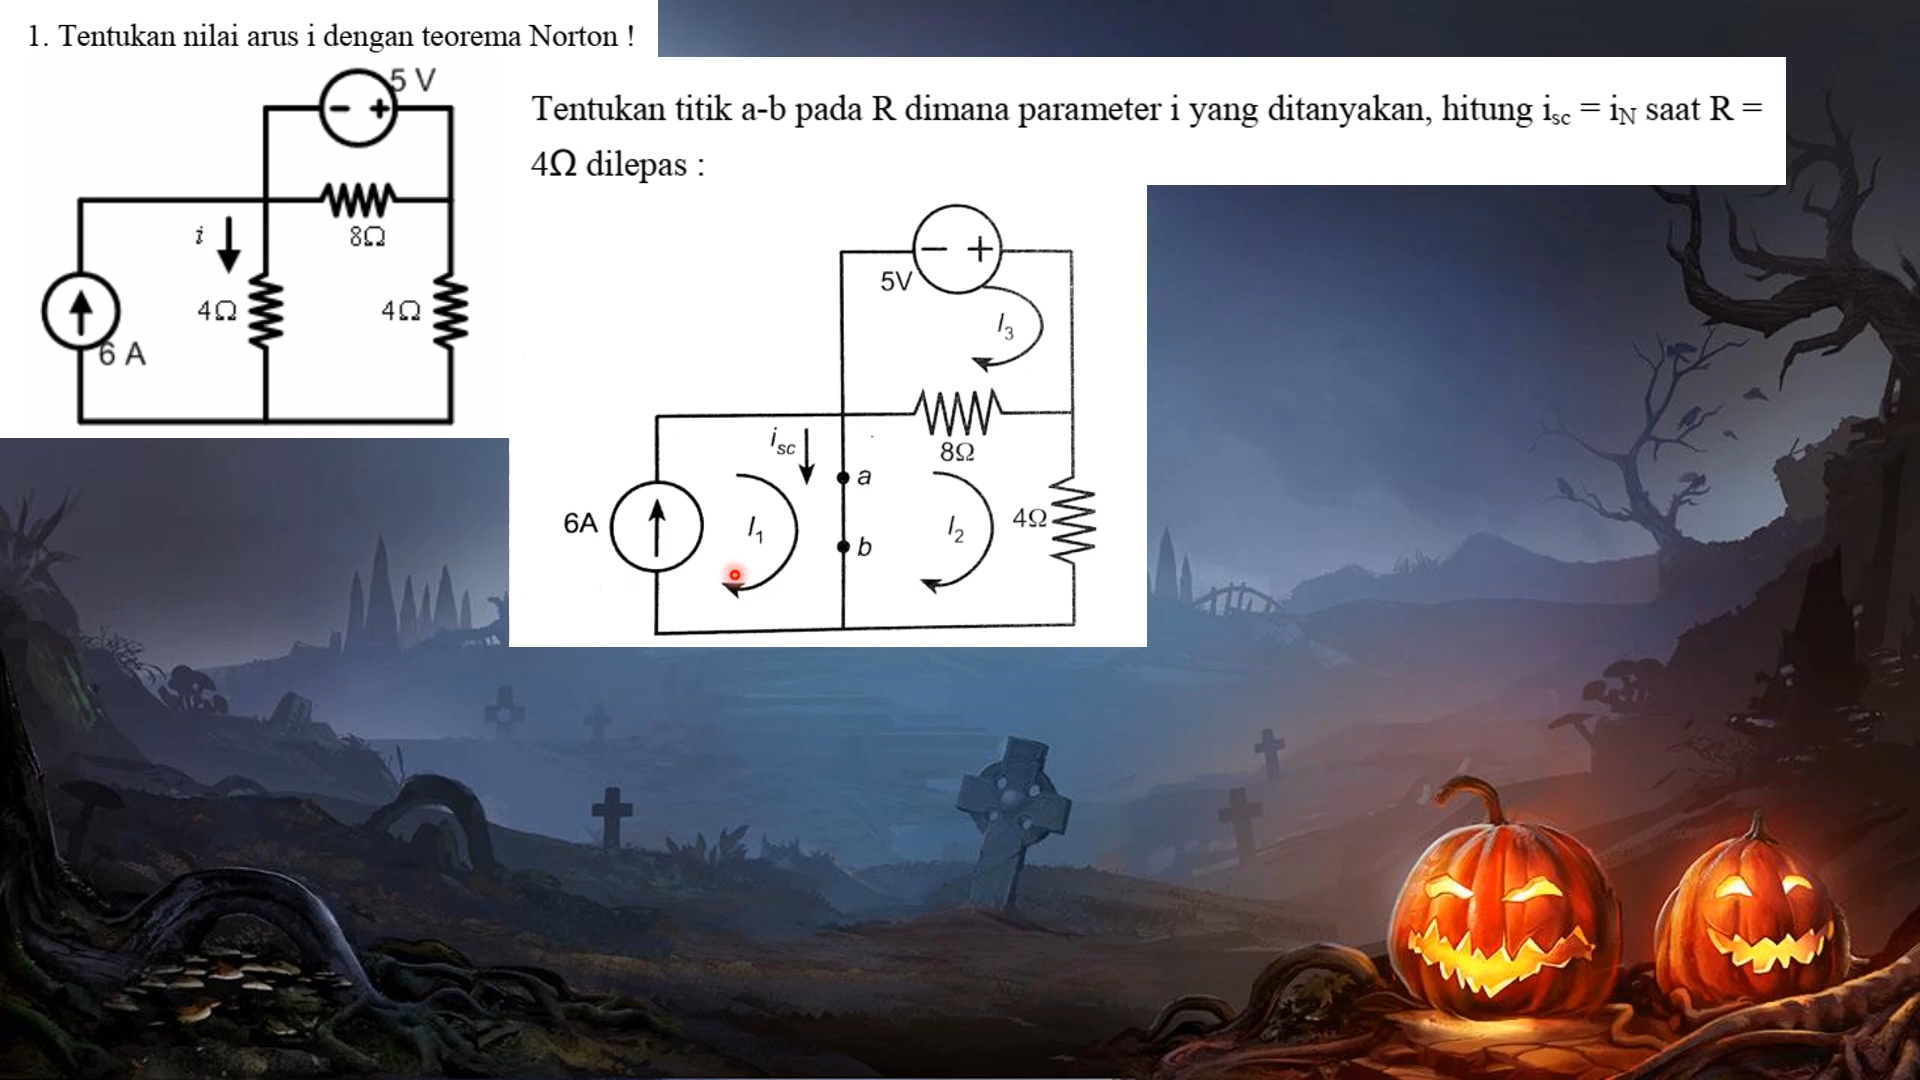 1. Tentukan nilai arus i dengan teorema Norton !
5 V
i
8Ω
4Ω
4Ω
6 A
Tentukan titik a-b pada R dimana parameter i yang ditanyakan, hitung isc = iN saat R =
4Ω dilepas :
5V
I3
isc
8Ω
a
6A
I1
I2
4Ω
b